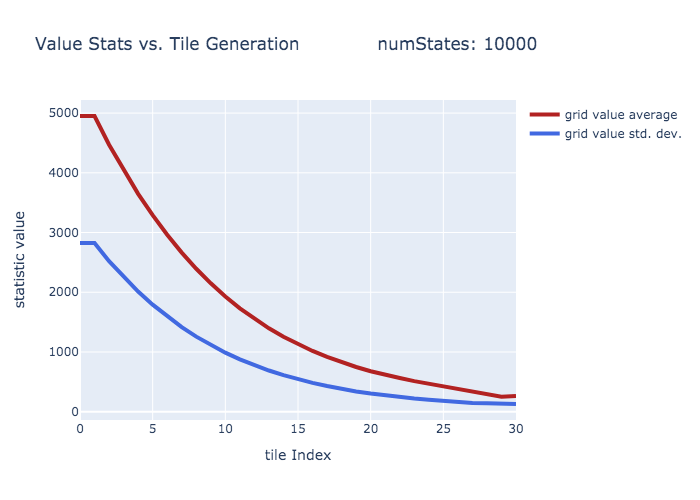 Value Stats vs. Tile Generation numStates: 10000
grid value average
grid value std. dev.
statistic value
5000
4000
3000
2000
1000
0
0 5 10 15 20 25 30
tile Index